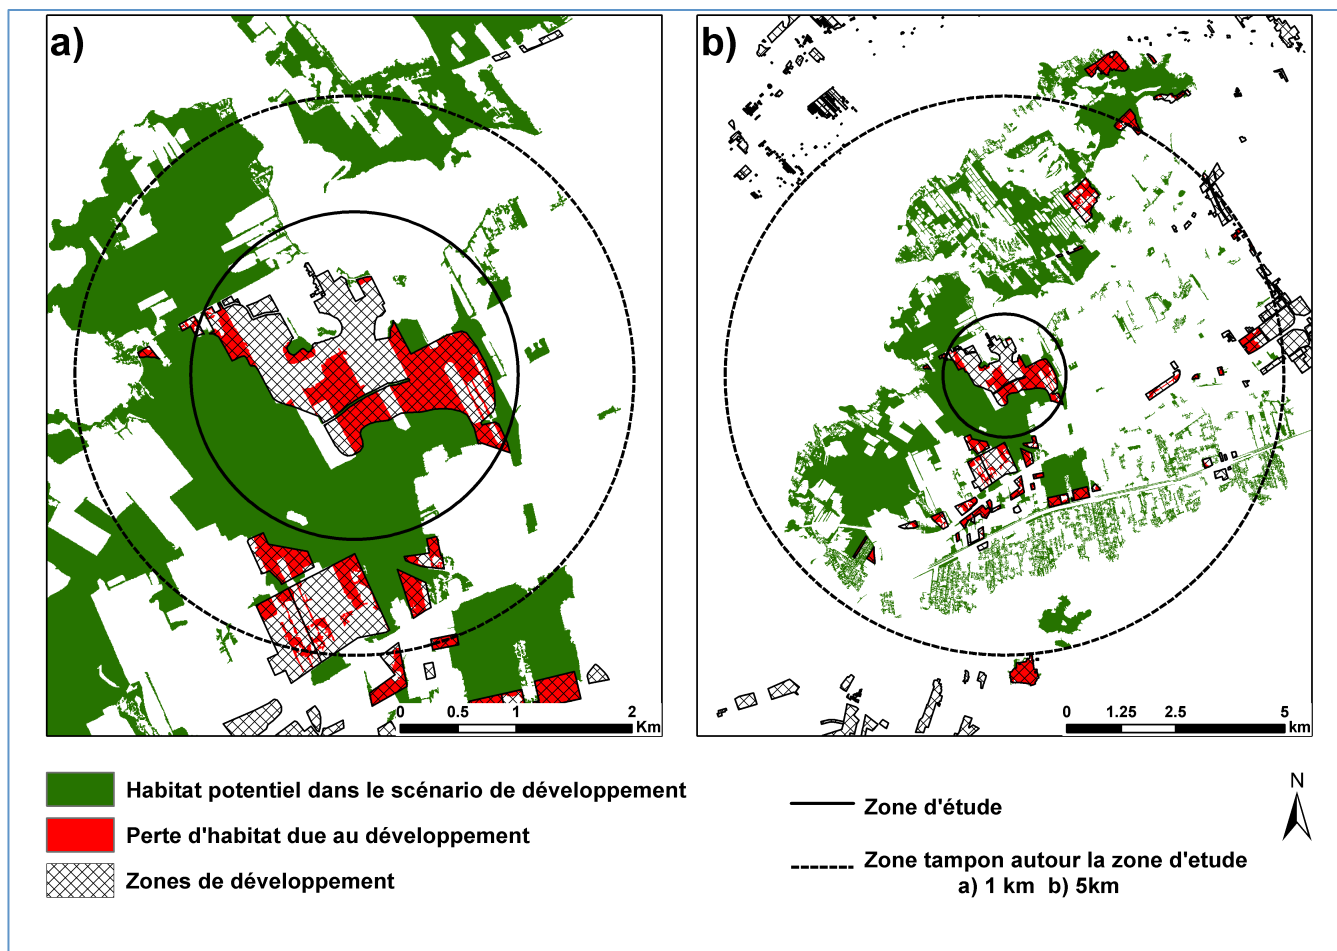 a)
b)
0 0.5 1 2
Km
0 1.25 2.5 5
km
Habitat potentiel dans le scénario de développement
Perte d'habitat due au développement
Zones de développement
Zone d'étude
Zone tampon autour la zone d'etude
a) 1 km b) 5km
N